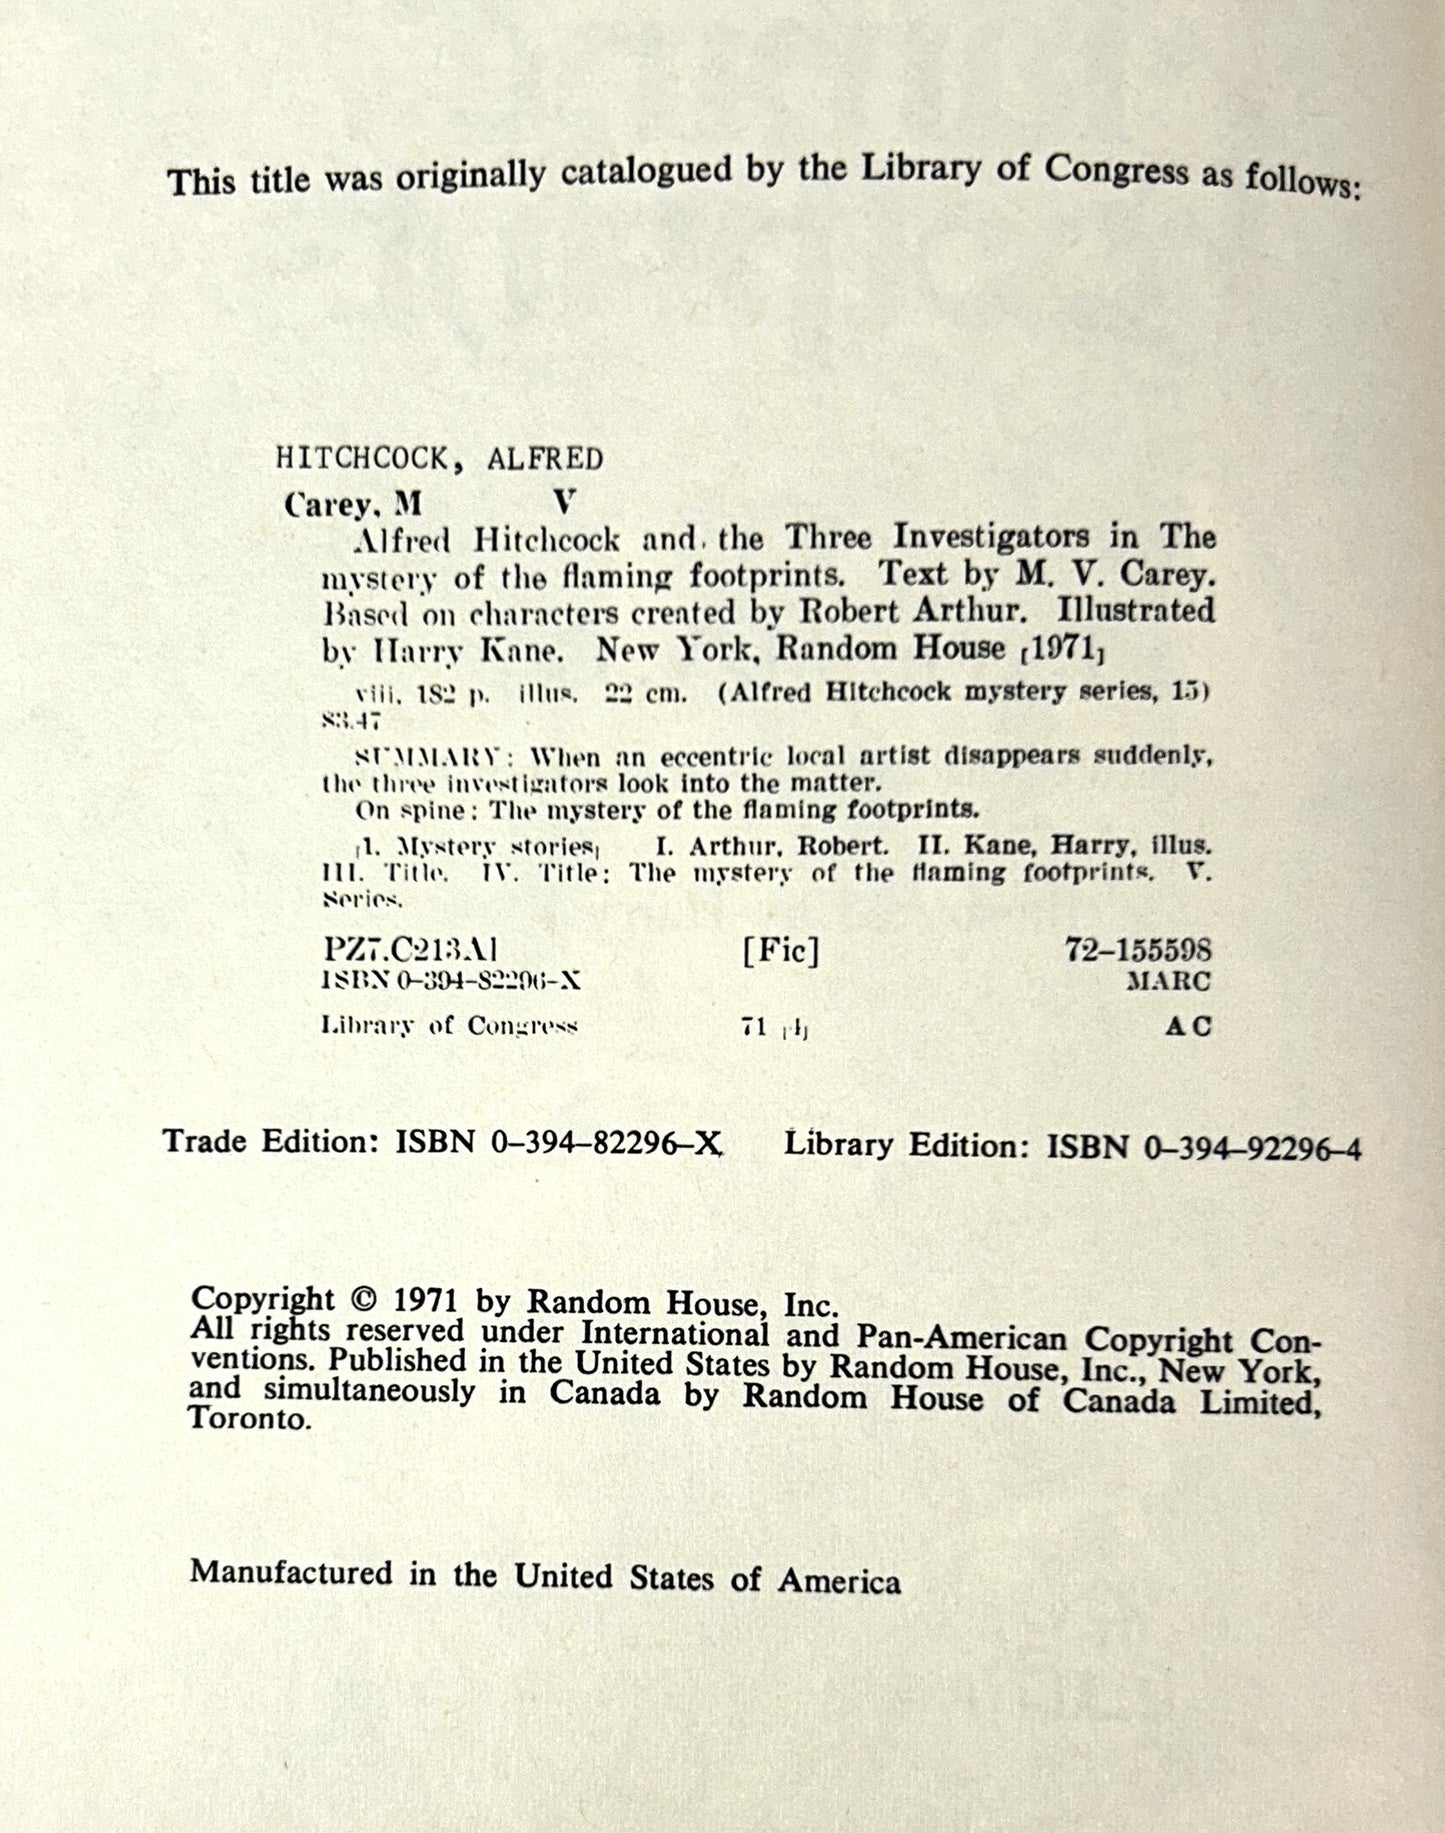 This title was originally catalogued by the Library of Congress as follows:
HITCHCOCK, ALFRED
Carey, M V
Alfred Hitchcock and the Three Investigators in The
mystery of the flaming footprints. Text by M. V. Carey.
Based on characters created by Robert Arthur. Illustrated
by Harry Kane. New York, Random House [1971]
viii, 182 p. illus. 22 cm. (Alfred Hitchcock mystery series, 15)
$3.47
SUMMARY: When an eccentric local artist disappears suddenly,
the three investigators look into the matter.
On spine: The mystery of the flaming footprints.
[1. Mystery stories] I. Arthur, Robert. II. Kane, Harry, illus.
III. Title. IV. Title: The mystery of the flaming footprints. V.
Series.
PZ7.C213Al [Fic] 72–155598
ISBN 0–394–82296–X MARC
Library of Congress 71 [4] A C
Trade Edition: ISBN 0–394–82296–X Library Edition: ISBN 0–394–92296–4
Copyright © 1971 by Random House, Inc.
All rights reserved under International and Pan-American Copyright Con-
ventions. Published in the United States by Random House, Inc., New York,
and simultaneously in Canada by Random House of Canada Limited,
Toronto.
Manufactured in the United States of America